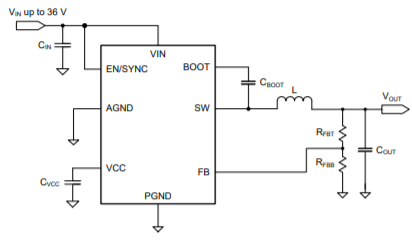 VIN up to 36 V
CIN
VIN
EN/SYNC
BOOT
CBOOT
L
VOUT
AGND
SW
RFBT
COUT
VCC
CVCC
FB
RFBB
PGND